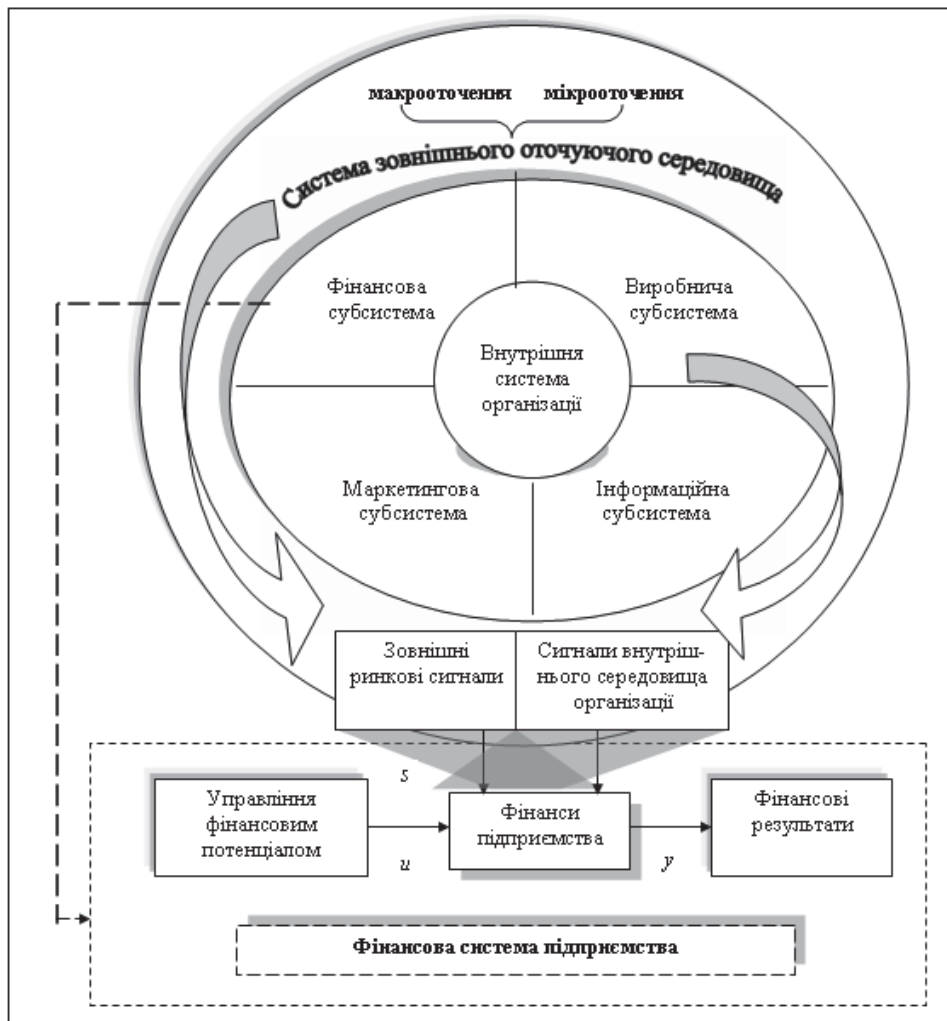 макрооточення мікрооточення
Система зовнішнього оточуючого середовища
Фінансова
субсистема
Виробнича
субсистема
Внутрішня
система
організації
Маркетингова
субсистема
Інформаційна
субсистема
Зовнішні
ринкові сигнали
Сигнали внутріш-
нього середовища
організації
s
Управління
фінансовим
потенціалом
u
Фінанси
підприємства
y
Фінансові
результати
Фінансова система підприємства